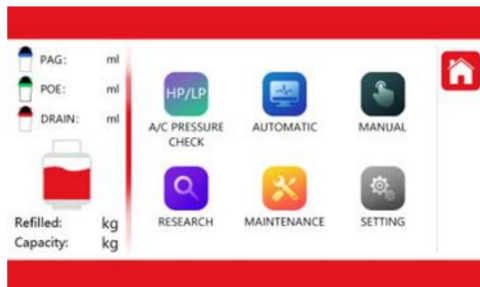 PAG: ml
POE: ml
DRAIN: ml
Refilled: kg
Capacity: kg
HP/LP
A/C PRESSURE
CHECK
AUTOMATIC
MANUAL
RESEARCH
MAINTENANCE
SETTING